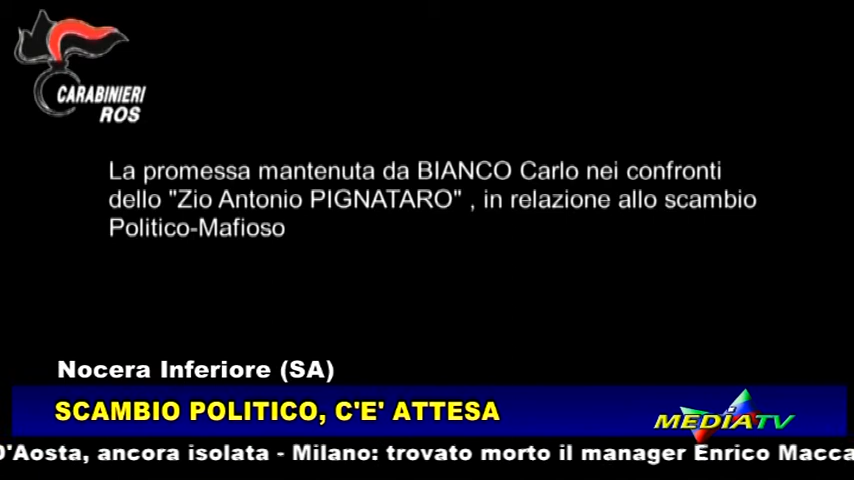 CARABINIERI
ROS
La promessa mantenuta da BIANCO Carlo nei confronti
dello "Zio Antonio PIGNATARO" , in relazione allo scambio
Politico-Mafioso
Nocera Inferiore (SA)
SCAMBIO POLITICO, C'E' ATTESA
MEDIATV
D'Aosta, ancora isolata - Milano: trovato morto il manager Enrico Macca